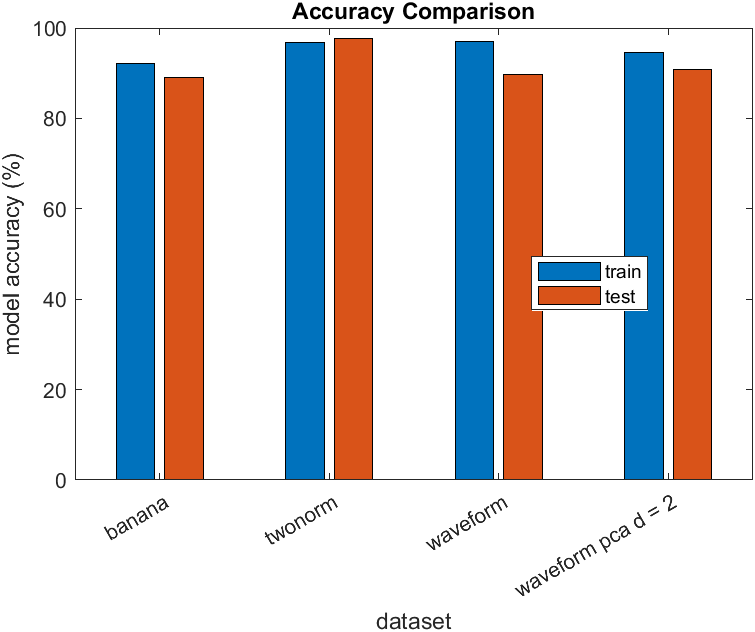 Accuracy Comparison
model accuracy (%)
100
80
60
40
20
0
train
test
banana
twonorm
waveform
waveform pca d = 2
dataset